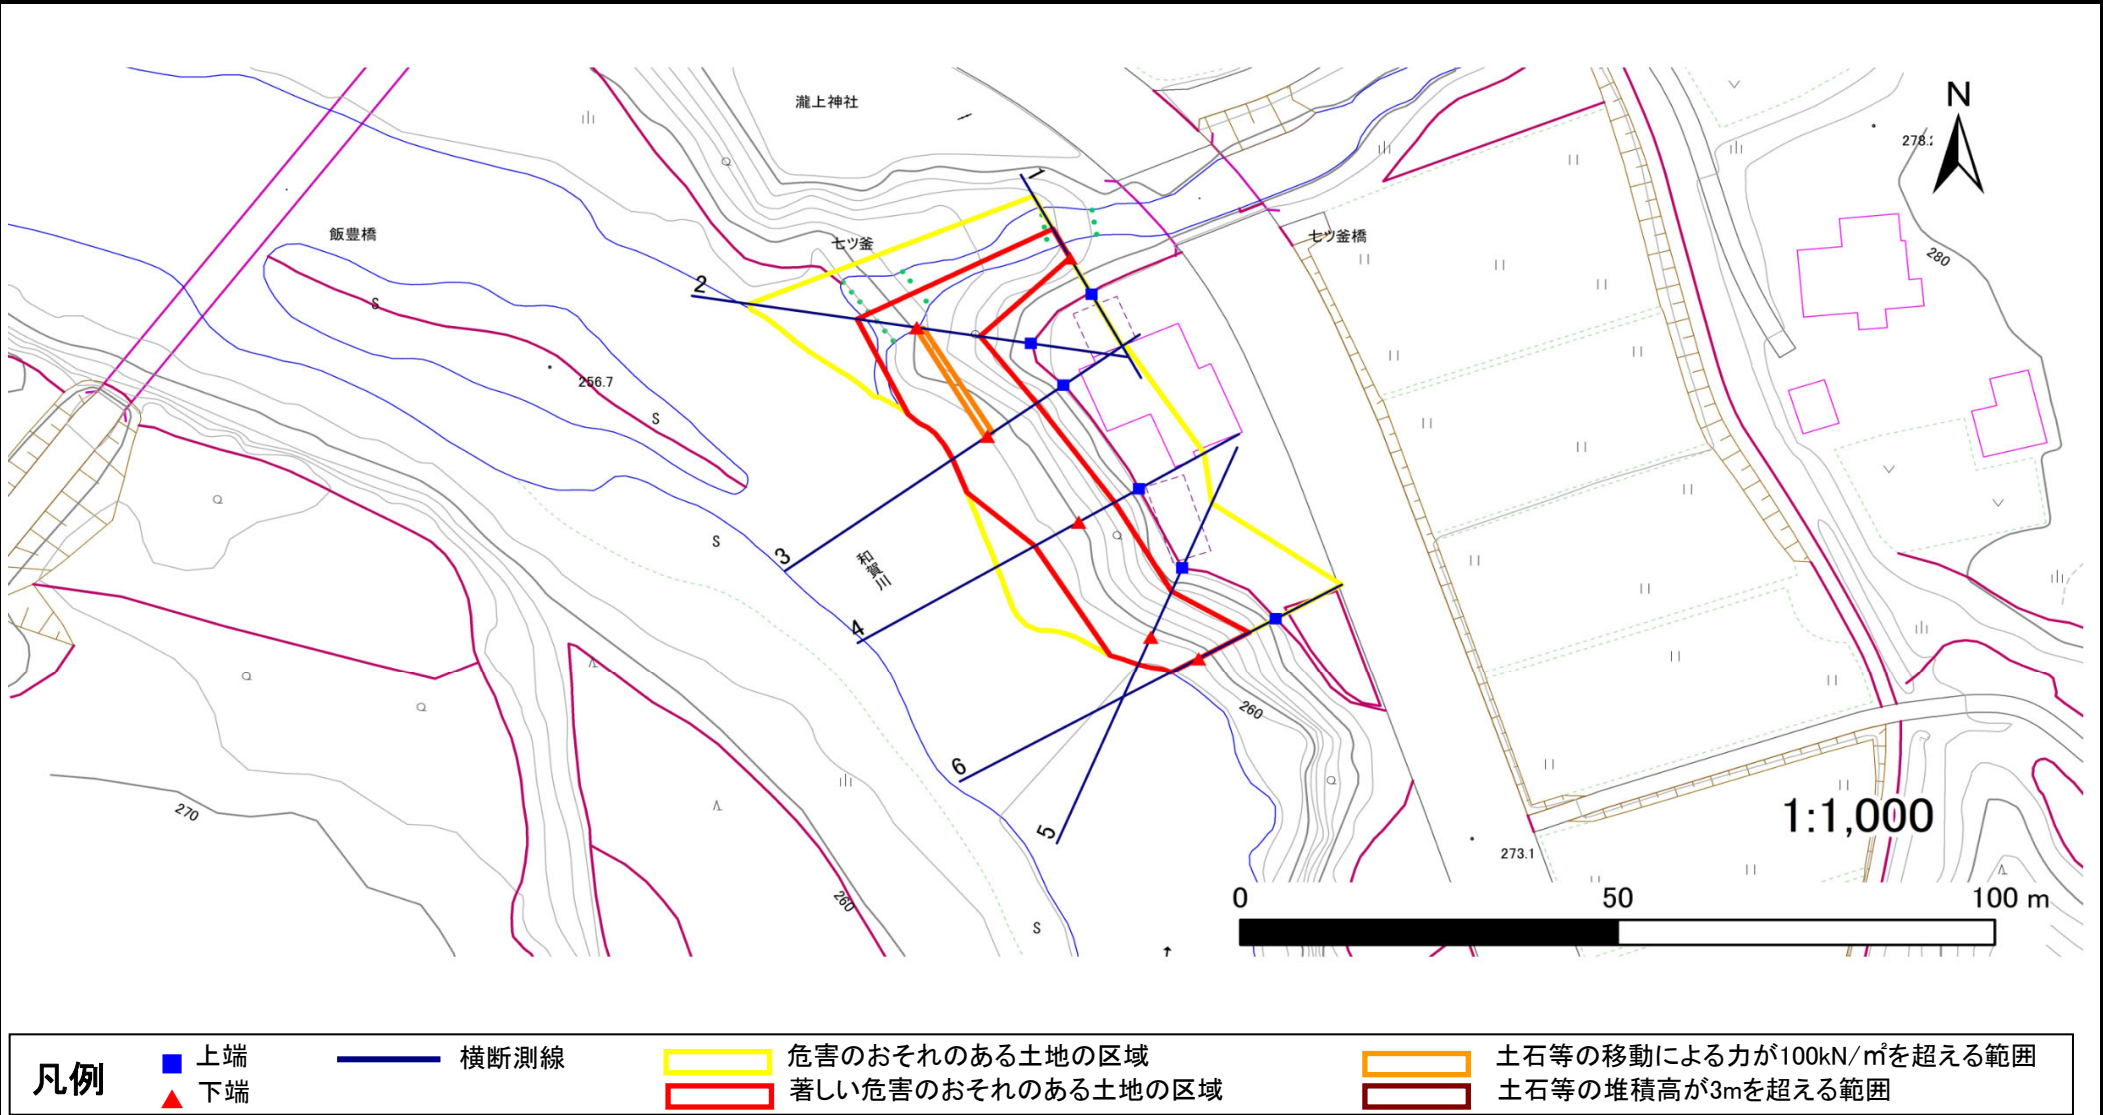 瀧上神社
N
278.2
1
飯豊橋
七ツ釜
七ツ釜橋
280
2
S
256.7
S
3
S
和賀川
4
260
6
270
5
1:1,000
273.1
260
0 50 100 m
S
凡例
上端
横断測線
危害のおそれのある土地の区域
土石等の移動による力が100kN/㎡を超える範囲
下端
著しい危害のおそれのある土地の区域
土石等の堆積高が3mを超える範囲